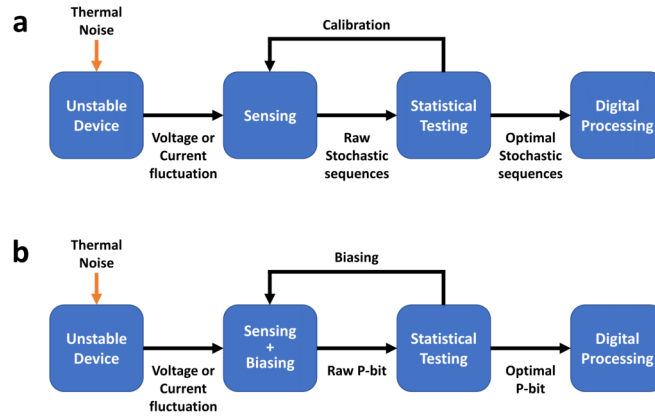 a
Thermal
Noise
Calibration
Unstable
Device
Sensing
Statistical
Testing
Digital
Processing
Voltage or
Current
fluctuation
Raw
Stochastic
sequences
Optimal
Stochastic
sequences
b
Thermal
Noise
Biasing
Unstable
Device
Sensing
+
Biasing
Statistical
Testing
Digital
Processing
Voltage or
Current
fluctuation
Raw P-bit
Optimal
P-bit